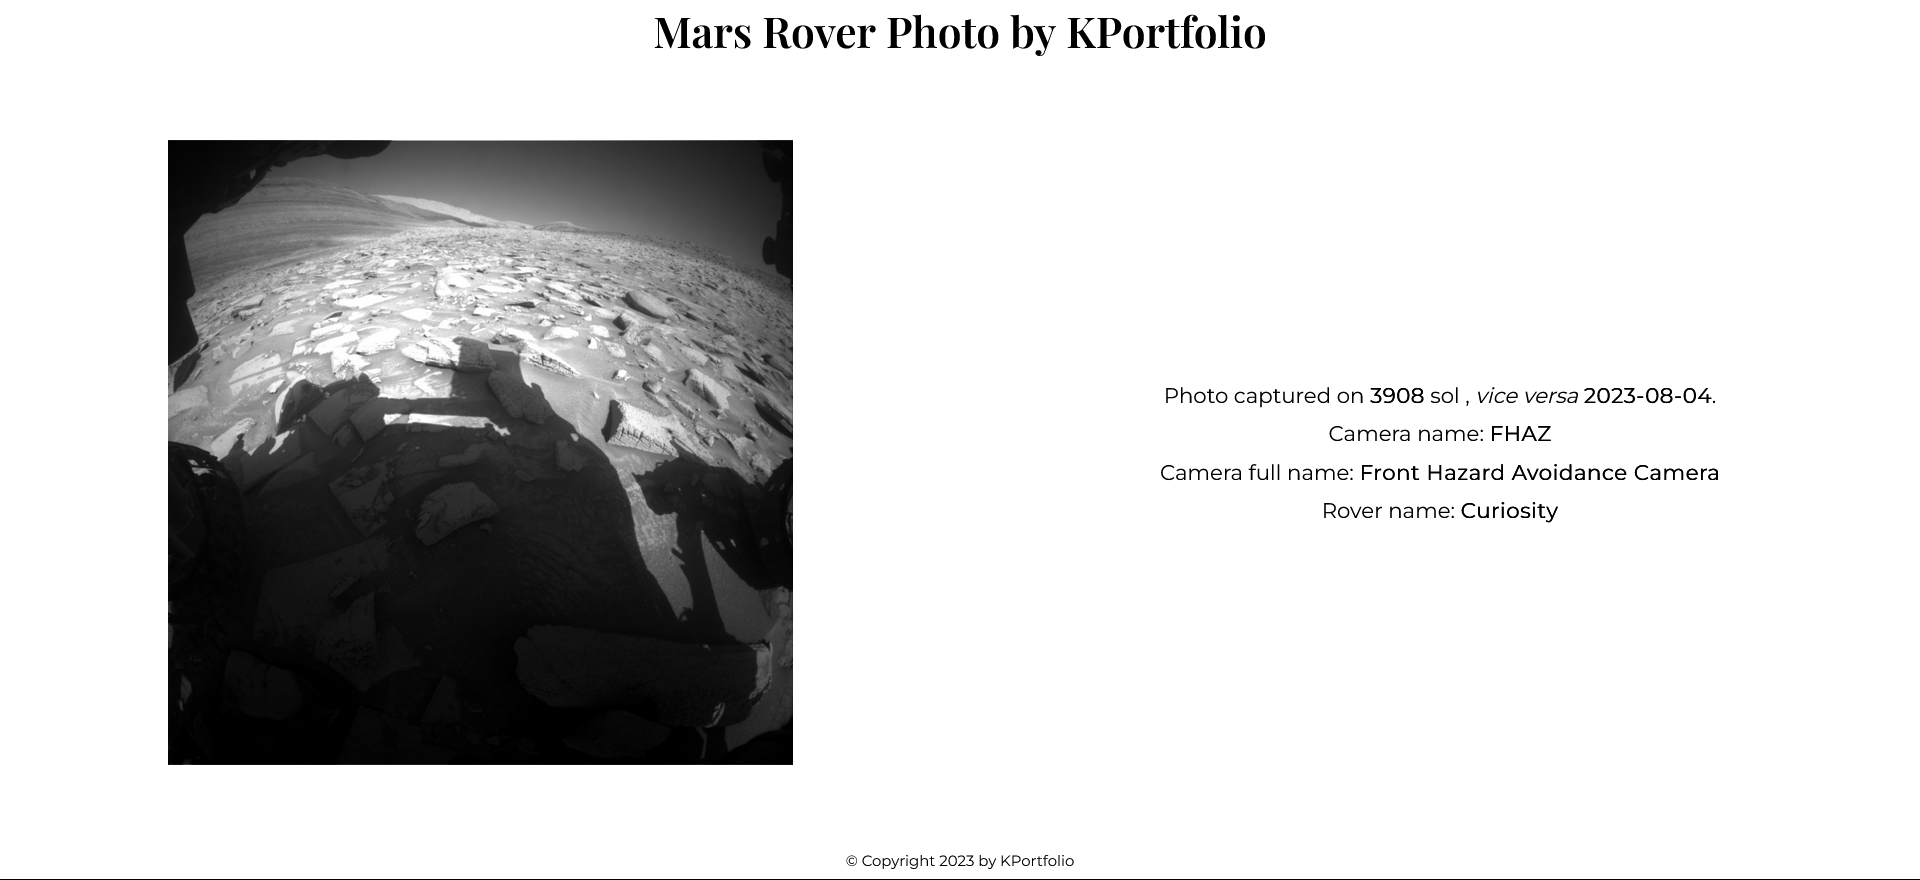 Mars Rover Photo by KPortfolio
Photo captured on 3908 sol , vice versa 2023-08-04.
Camera name: FHAZ
Camera full name: Front Hazard Avoidance Camera
Rover name: Curiosity
© Copyright 2023 by KPortfolio